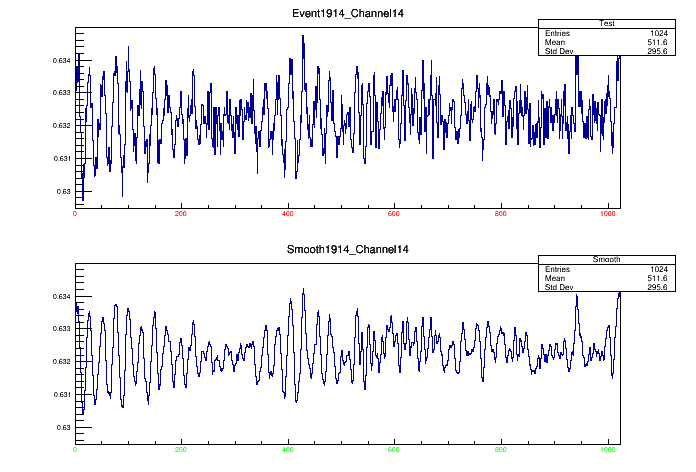 Event1914_Channel14
Test
Entries 1024
Mean 511.6
Std Dev 295.6
0.634
0.633
0.632
0.631
0.63
0 200 400 600 800 1000
Smooth1914_Channel14
Smooth
Entries 1024
Mean 511.6
Std Dev 295.6
0.634
0.633
0.632
0.631
0.63
0 200 400 600 800 1000